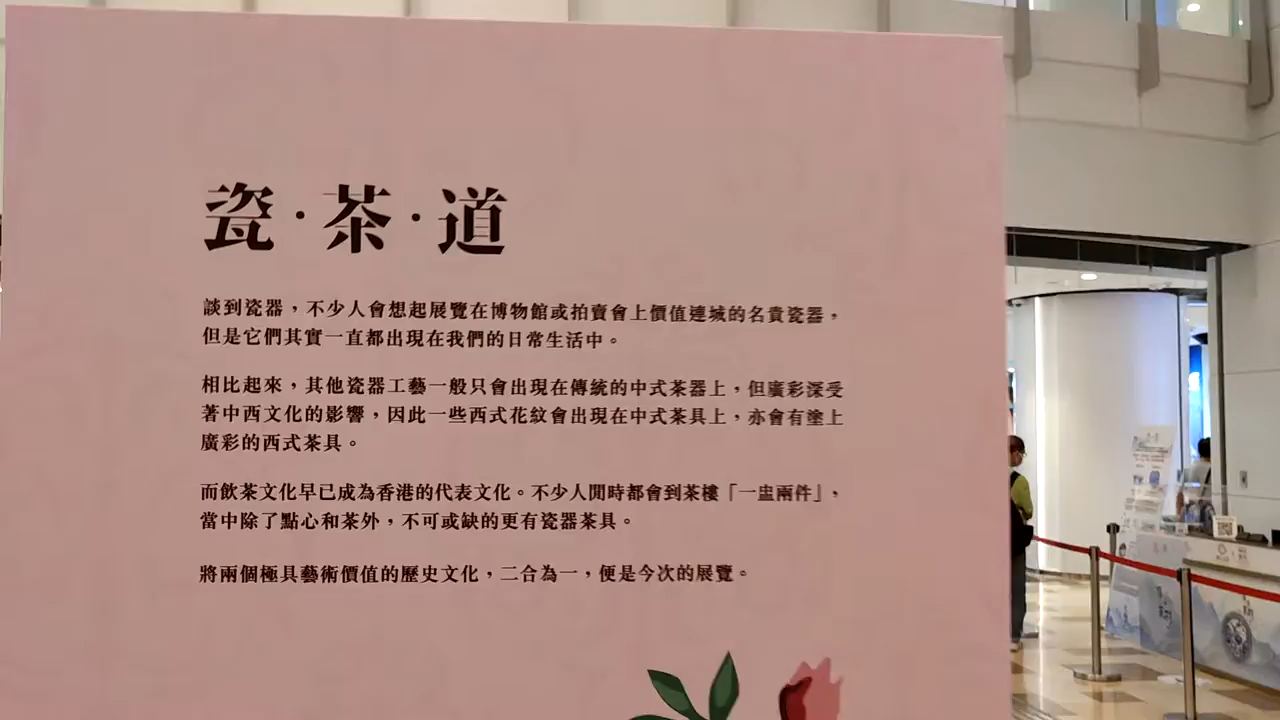 瓷·茶·道
談到瓷器，不少人會想起展覽在博物館或拍賣會上價值連城的名貴瓷器，
但是它們其實一直都出現在我們的日常生活中。
相比起來，其他瓷器工藝一般只會出現在傳統的中式茶器上，但廣彩深受
著中西文化的影響，因此一些西式花紋會出現在中式茶具上，亦會有塗上
廣彩的西式茶具。
而飲茶文化早已成為香港的代表文化。不少人閒時都會到茶樓「一盅兩件」，
當中除了點心和茶外，不可或缺的更有瓷器茶具。
將兩個極具藝術價值的歷史文化，二合為一，便是今次的展覽。